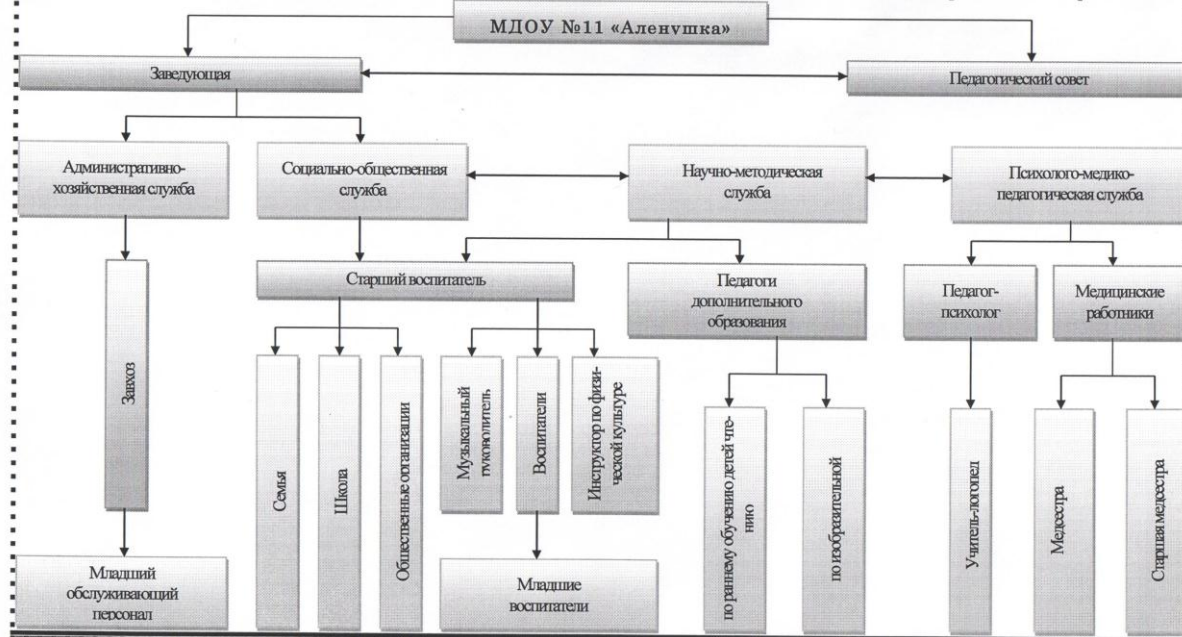 МДОУ №11 «Аленушка»
Заведующая
Педагогический совет
Административно-
хозяйственная служба
Социально-общественная
служба
Научно-методическая
служба
Психолого-медико-
педагогическая служба
Старший воспитатель
Педагоги
дополнительного
образования
Педагог-
психолог
Медицинские
работники
Завхоз
Семья
Школа
Общественные организации
Музыкальный
руководитель
Воспитатели
Инструктор по физи-
ческой культуре
по раннему обучению детей чте-
нию
по изобразительной
Учитель-логопед
Медсестра
Старшая медсестра
Младший
обслуживающий
персонал
Младшие
воспитатели